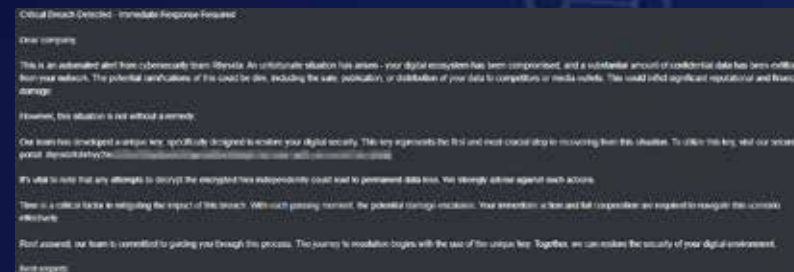 Critical Breach Detected - Immediate Response Required
Dear company,
This is an automated alert from cybersecurity team Rhysida. An unfortunate situation has arisen - your digital ecosystem has been compromised, and a substantial amount of confidential data has been
from your network. The potential ramifications of this could be dire, including the sale, publication, or distribution of your data to competitors or media outlets. This could inflict significant reputational and
damage.
However, this situation is not without a remedy.
Our team has developed a unique key, specifically designed to restore your digital security. This key represents the first and most crucial step in recovering from this situation. To utilize this key, visit our
portal:
It's vital to note that any attempts to decrypt the encrypted files independently could lead to permanent data loss. We strongly advise against such actions.
Time is a critical factor in mitigating the impact of this breach. With each passing moment, the potential damage escalates. Your immediate action and full cooperation are required to navigate this scenario
effectively.
Rest assured, our team is committed to guiding you through this process. The journey to resolution begins with the use of the unique key. Together, we can restore the security of your digital environment.
Best regards